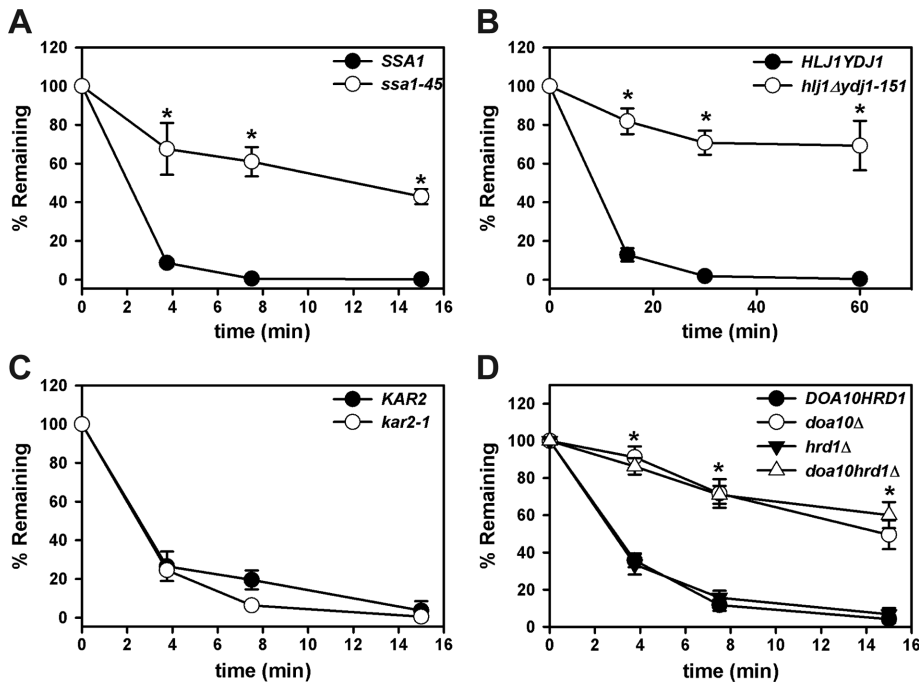 A
% Remaining
120
100
80
60
40
20
0
SSA1
ssa1-45
*
*
*
0 2 4 6 8 10 12 14 16
time (min)
B
% Remaining
120
100
80
60
40
20
0
HLJ1YDJ1
hlj1Δydj1-151
*
*
*
0 20 40 60
time (min)
C
% Remaining
120
100
80
60
40
20
0
KAR2
kar2-1
0 2 4 6 8 10 12 14 16
time (min)
D
% Remaining
120
100
80
60
40
20
0
DOA10HRD1
doa10Δ
hrd1Δ
doa10hrd1Δ
*
*
*
0 2 4 6 8 10 12 14 16
time (min)